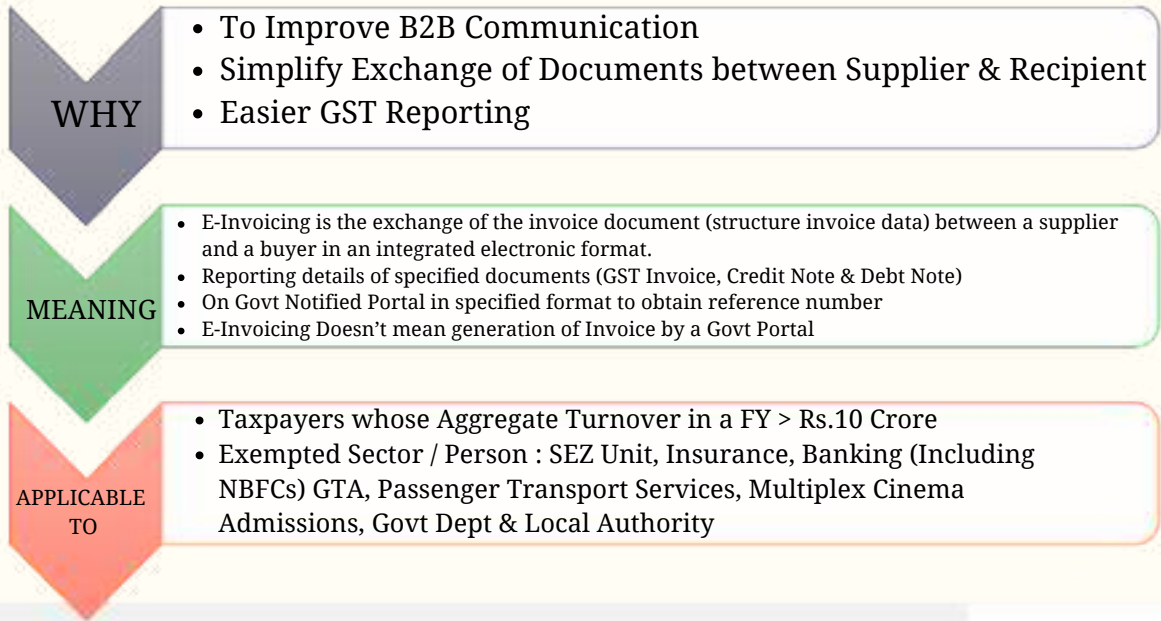 WHY
• To Improve B2B Communication
• Simplify Exchange of Documents between Supplier & Recipient
• Easier GST Reporting
MEANING
• E-Invoicing is the exchange of the invoice document (structure invoice data) between a supplier
and a buyer in an integrated electronic format.
• Reporting details of specified documents (GST Invoice, Credit Note & Debt Note)
• On Govt Notified Portal in specified format to obtain reference number
• E-Invoicing Doesn’t mean generation of Invoice by a Govt Portal
APPLICABLE
TO
• Taxpayers whose Aggregate Turnover in a FY > Rs.10 Crore
• Exempted Sector / Person : SEZ Unit, Insurance, Banking (Including
NBFCs) GTA, Passenger Transport Services, Multiplex Cinema
Admissions, Govt Dept & Local Authority